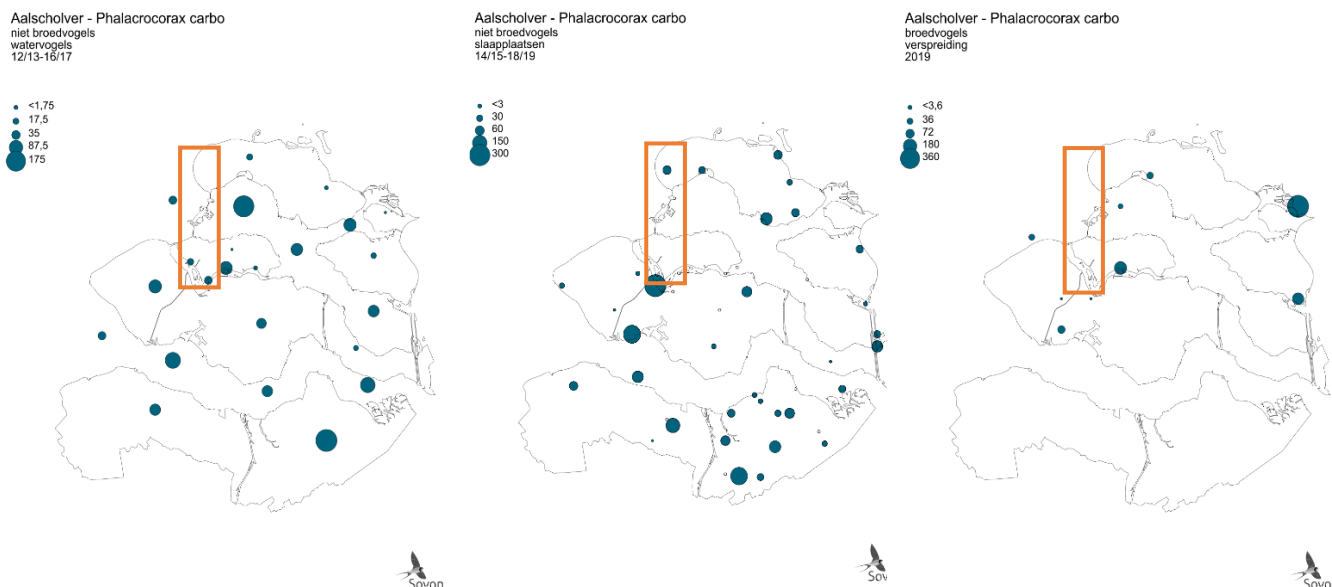 Aalscholver - Phalacrocorax carbo
niet broedvogels
watervogels
12/13-16/17
<1,75
17,5
35
87,5
175
Aalscholver - Phalacrocorax carbo
niet broedvogels
slaapplaatsen
14/15-18/19
<3
30
60
150
300
Aalscholver - Phalacrocorax carbo
broedvogels
verspreiding
2019
<3,6
36
72
180
360